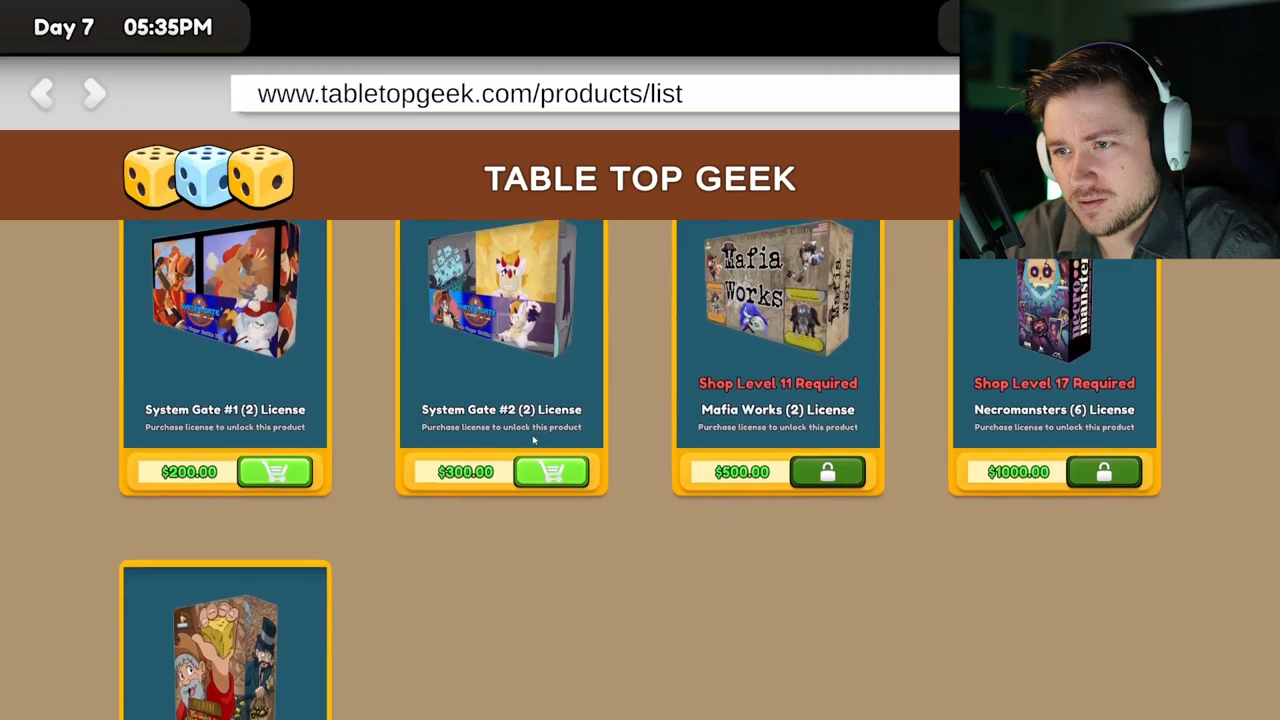 Day 7 05:35PM
www.tabletopgeek.com/products/list
TABLE TOP GEEK
Mafia
Works
Mafia Works
Shop Level 11 Required
Shop Level 17 Required
System Gate #1 (2) License
System Gate #2 (2) License
Mafia Works (2) License
Necromansters (6) License
Purchase license to unlock this product
Purchase license to unlock this product
Purchase license to unlock this product
Purchase license to unlock this product
$200.00
$300.00
$500.00
$1000.00
CLAIM